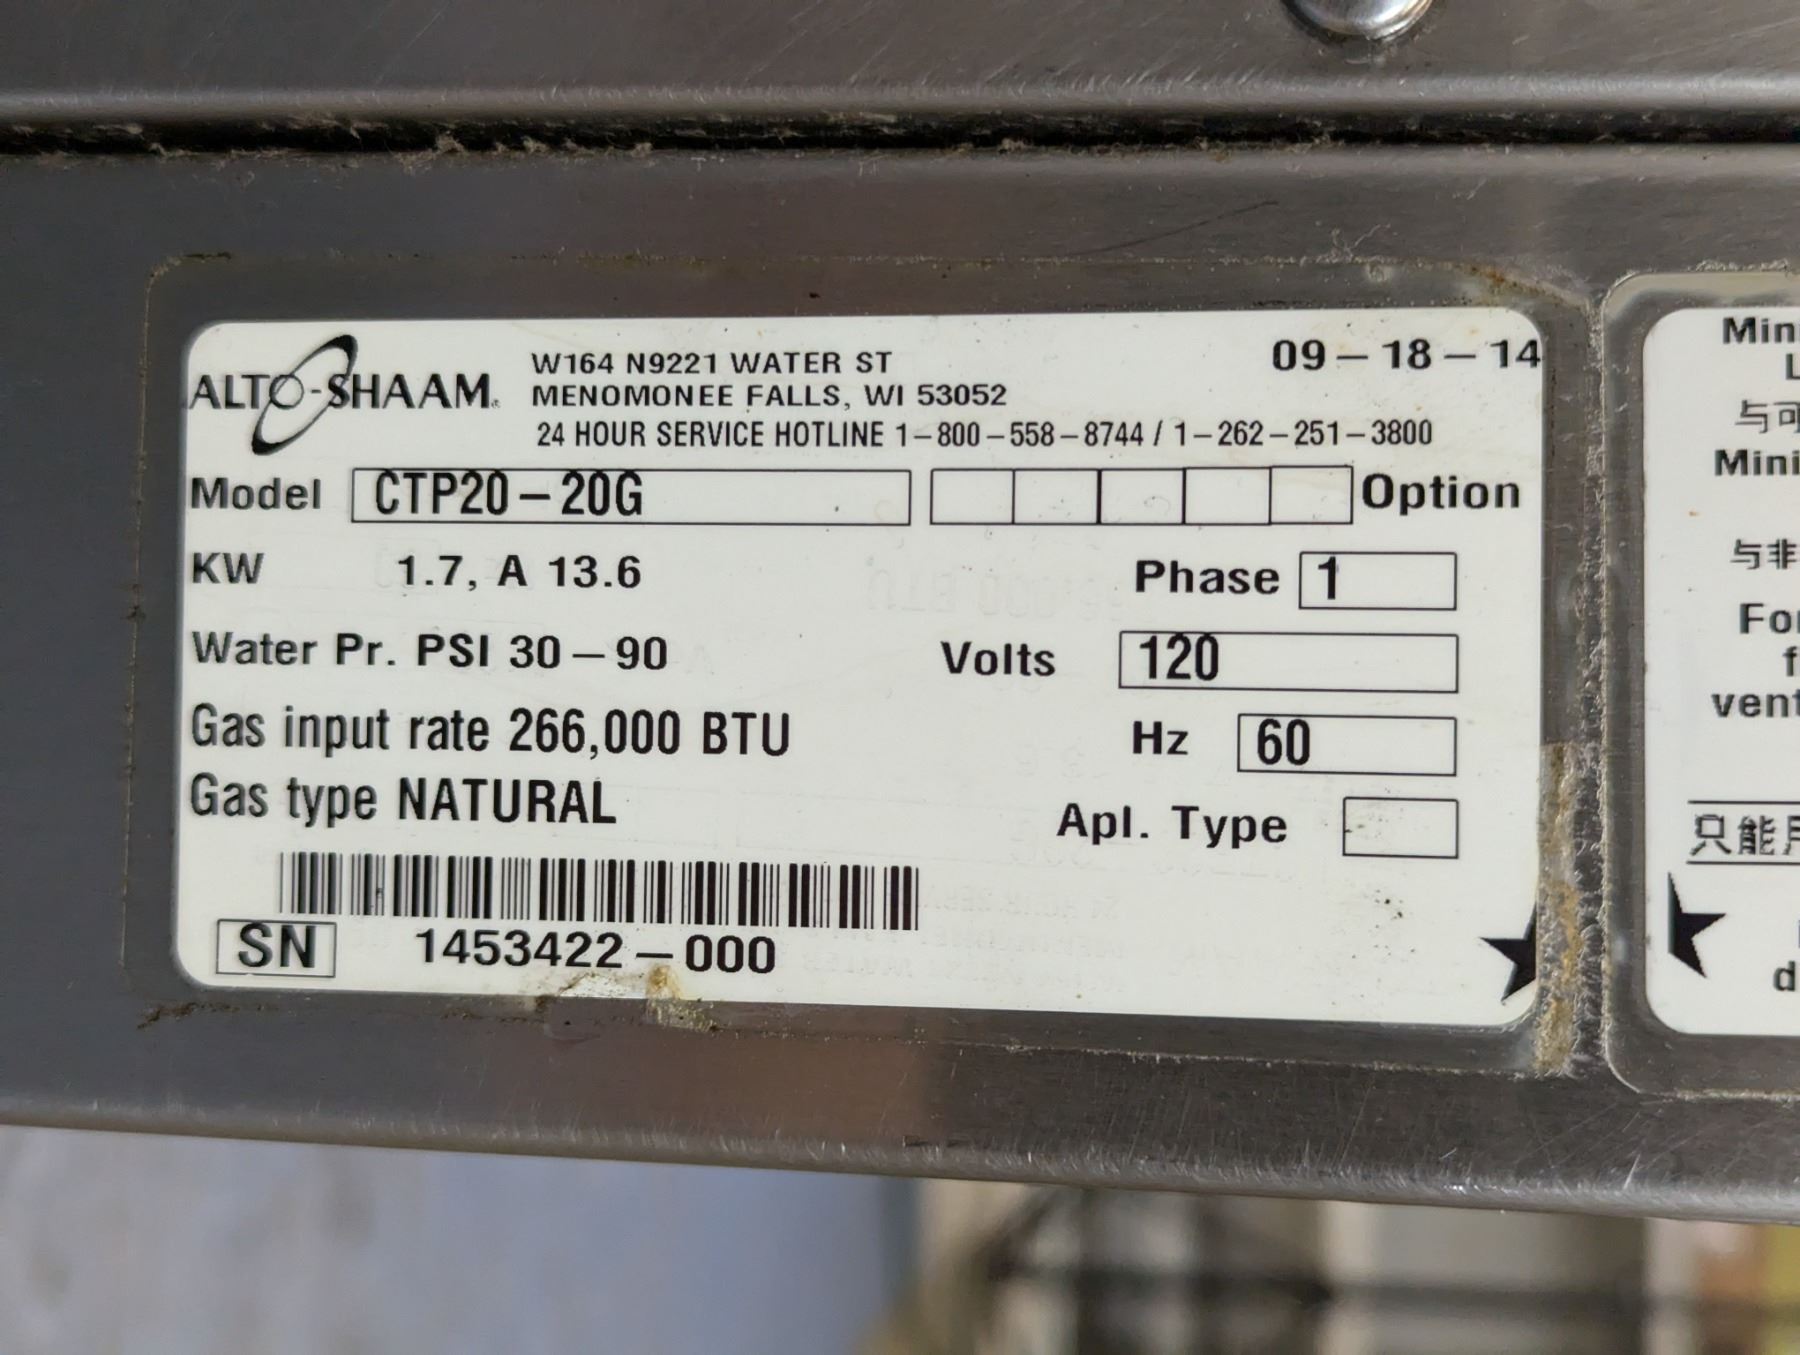 ALTO-SHAAM®
W164 N9221 WATER ST
MENOMONEE FALLS, WI 53052
09-18-14
24 HOUR SERVICE HOTLINE 1-800-558-8744 / 1-262-251-3800
Model CTP20-20G Option
KW 1.7, A 13.6 Phase 1
Water Pr. PSI 30-90 Volts 120
Gas input rate 266,000 BTU Hz 60
Gas type NATURAL Apl. Type
SN 1453422-000
Mini
L
与可
Mini
与非
For
f
vent
只能用
d